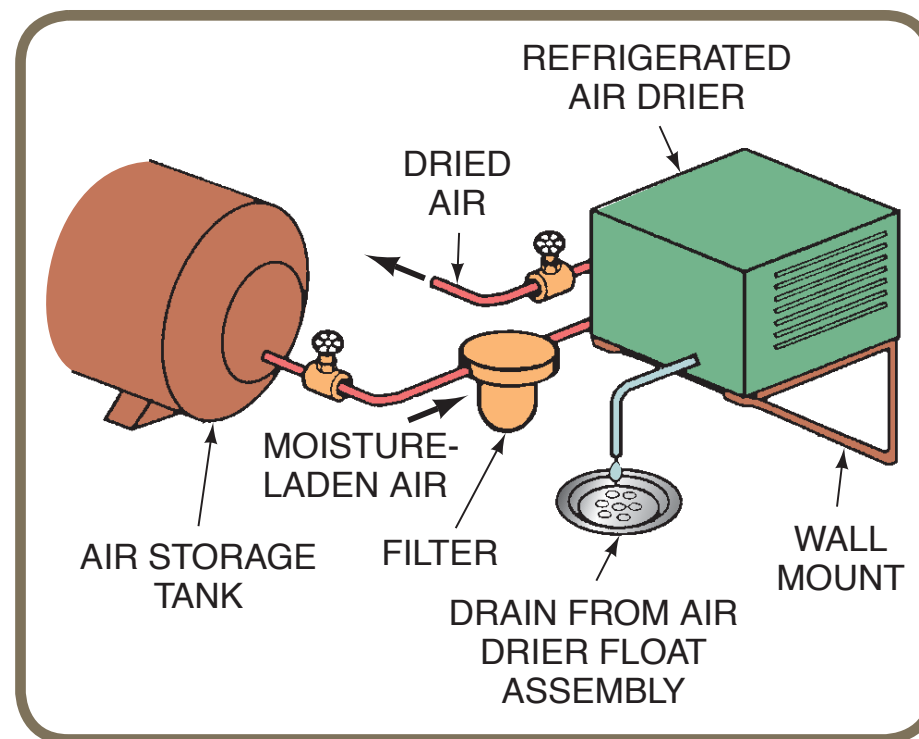 REFRIGERATED
AIR DRIER
DRIED
AIR
MOISTURE-
LADEN AIR
AIR STORAGE
TANK
FILTER
WALL
MOUNT
DRAIN FROM AIR
DRIER FLOAT
ASSEMBLY